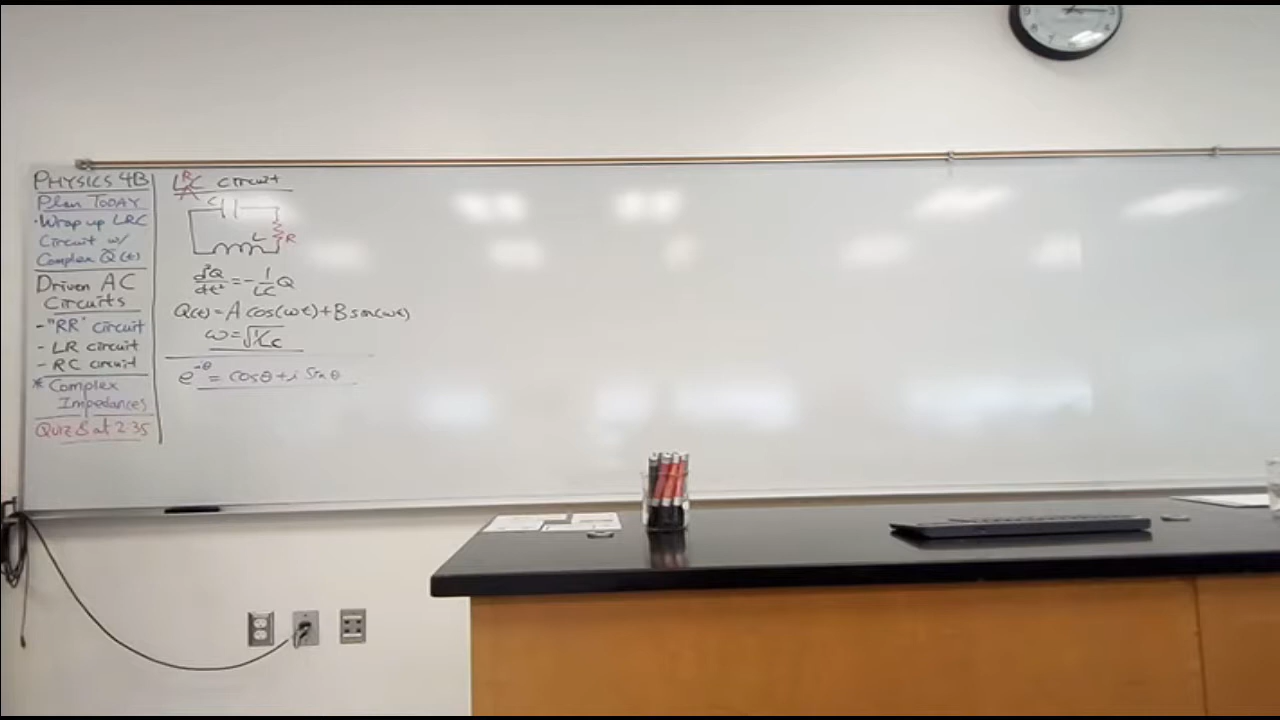 PHYSICS 4B
Plan TODAY
·Wrap up LRC
Circuit w/
Complex Q̃(t)
Driven AC
Circuits
-"RR" circuit
- LR circuit
- RC circuit
* Complex
Impedances
Quiz 8 at 2:35
LRC circuit
C
L
R
d²Q/dt² = -1/LC Q
Q(t) = A cos(ωt) + B sin(ωt)
ω = √1/LC
e^iθ = cosθ + i sinθ